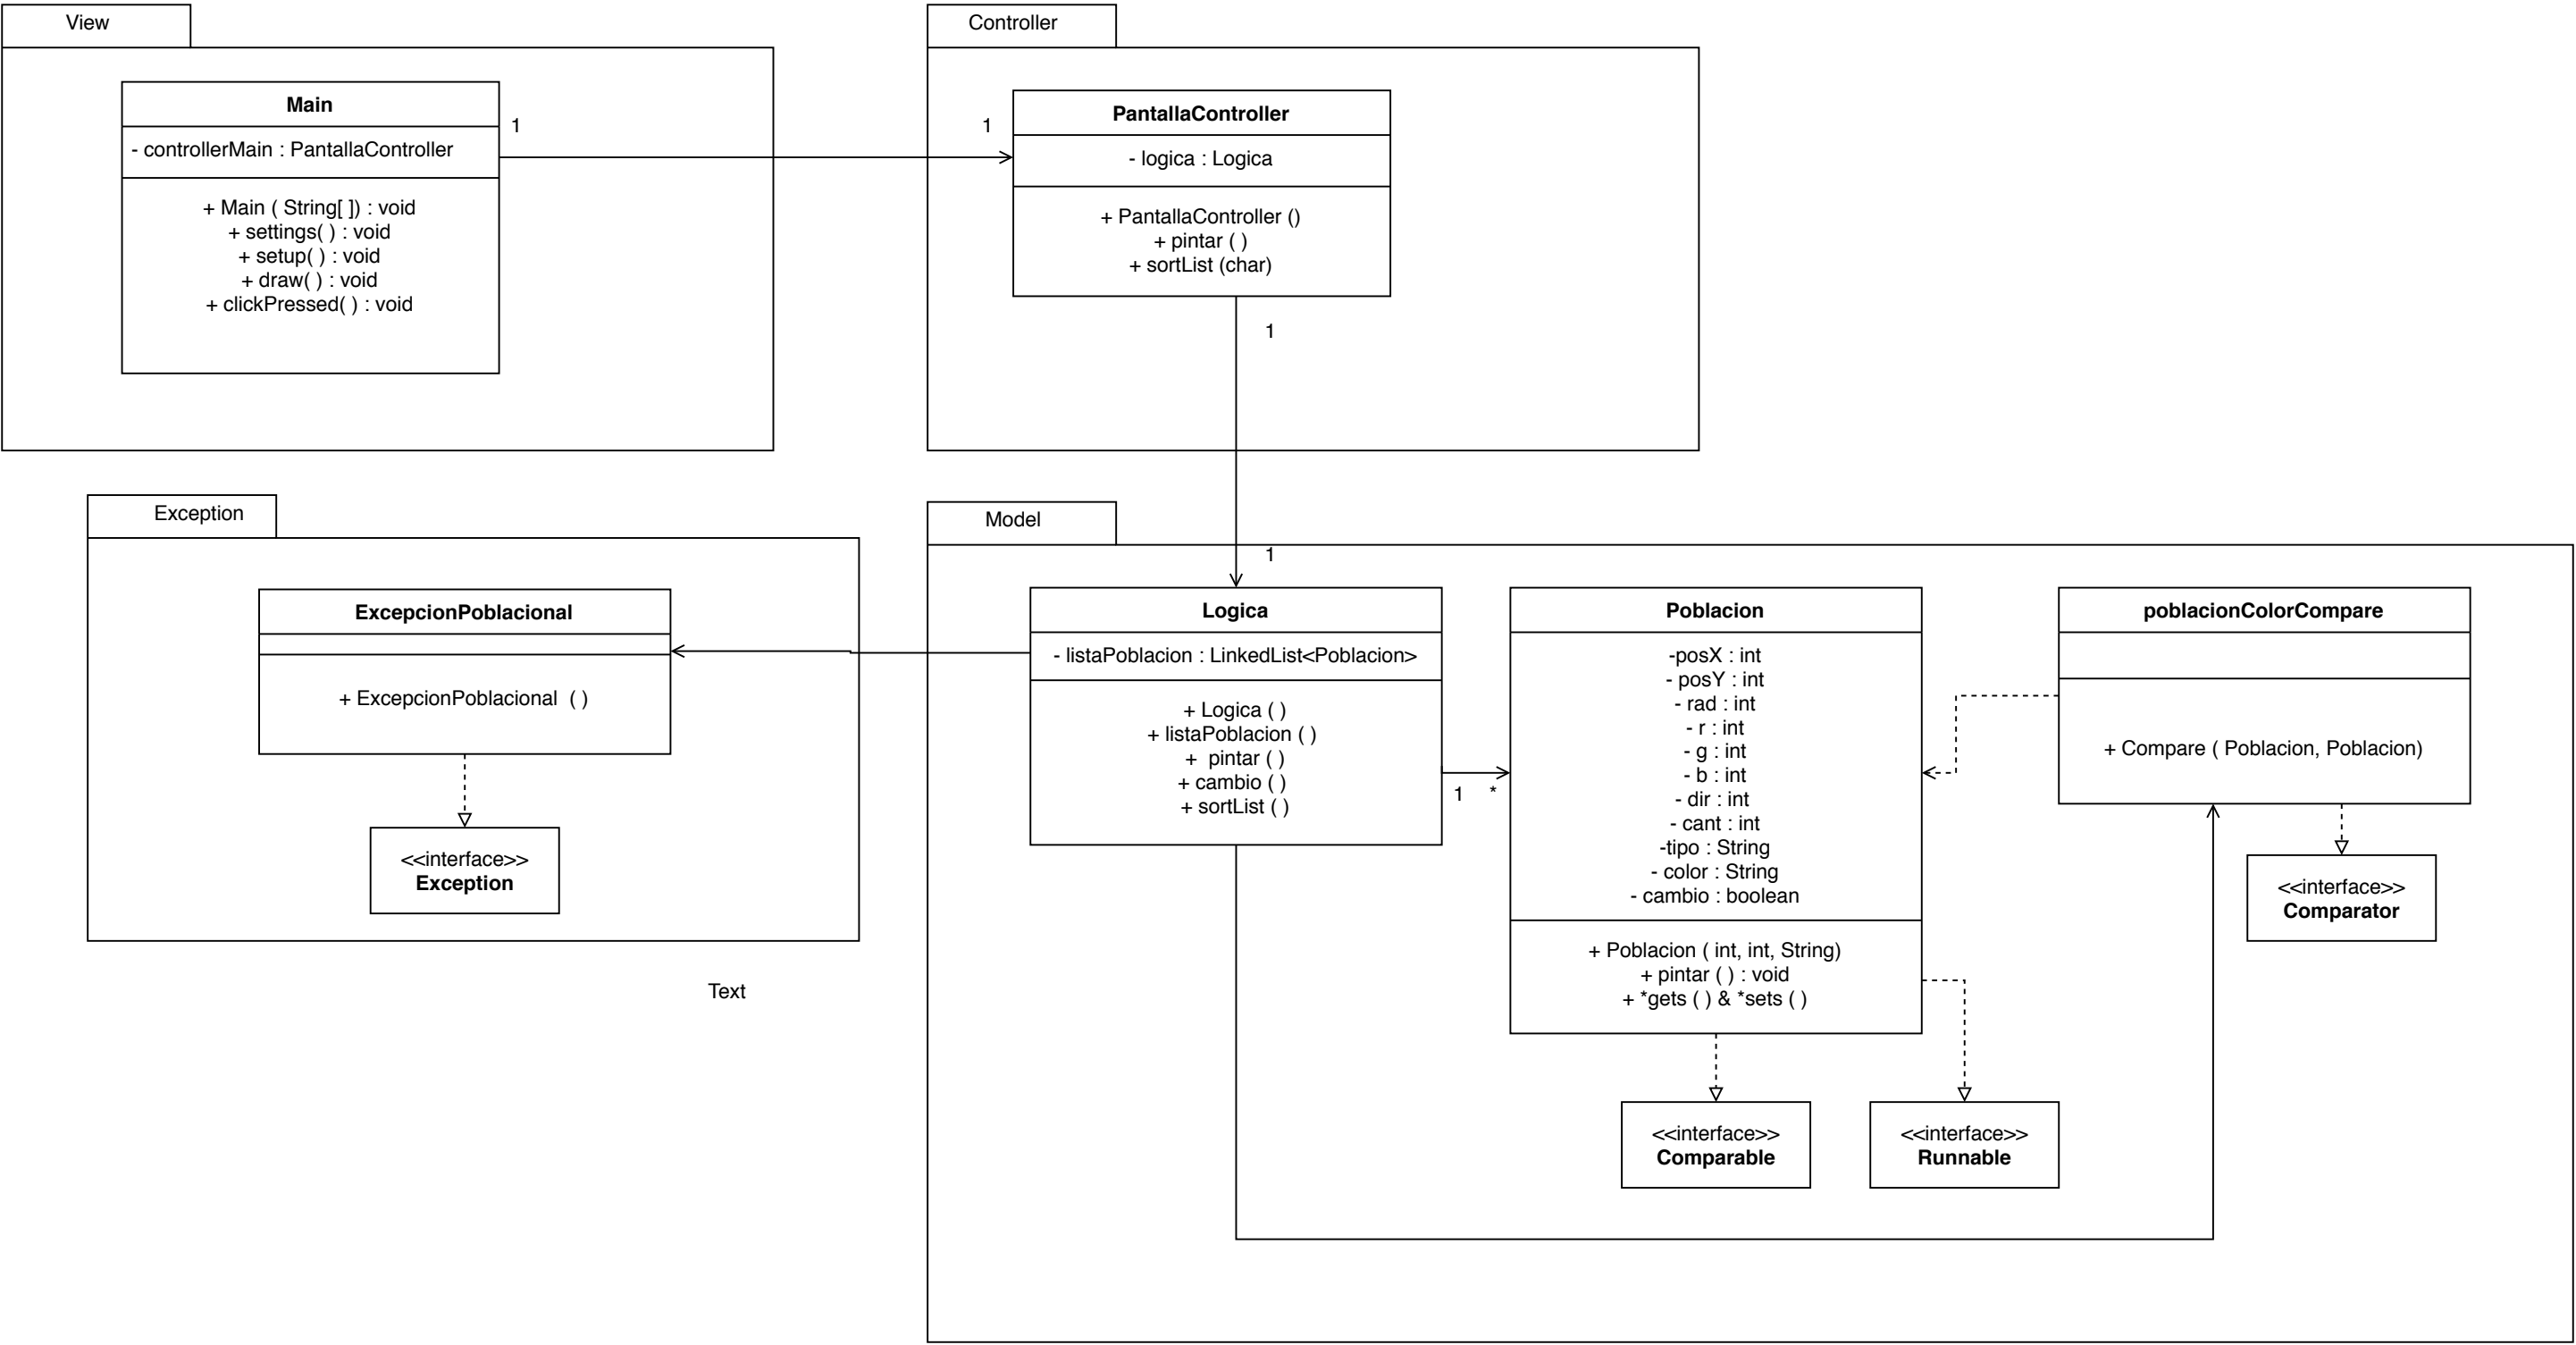 View
Main
- controllerMain : PantallaController
+ Main ( String[ ]) : void
+ settings( ) : void
+ setup( ) : void
+ draw( ) : void
+ clickPressed( ) : void
1
1
Controller
PantallaController
- logica : Logica
+ PantallaController ()
+ pintar ( )
+ sortList (char)
1
1
Exception
ExcepcionPoblacional
+ ExcepcionPoblacional  ( )
<<interface>>
Exception
Text
Model
Logica
- listaPoblacion : LinkedList<Poblacion>
+ Logica ( )
+ listaPoblacion ( )
+  pintar ( )
+ cambio ( )
+ sortList ( )
1
*
Poblacion
-posX : int
- posY : int
- rad : int
- r : int
- g : int
- b : int
- dir : int
- cant : int
-tipo : String
- color : String
- cambio : boolean
+ Poblacion ( int, int, String)
+ pintar ( ) : void
+ *gets ( ) & *sets ( )
<<interface>>
Comparable
<<interface>>
Runnable
poblacionColorCompare
+ Compare ( Poblacion, Poblacion)
<<interface>>
Comparator